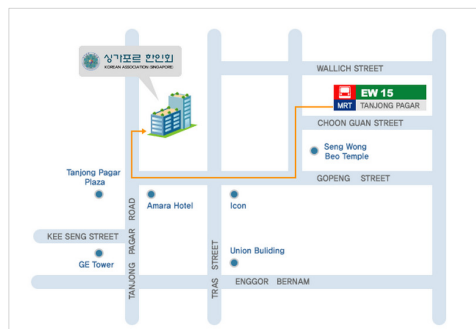 싱가포르 한인회
KOREAN ASSOCIATION SINGAPORE
WALLICH STREET
EW 15
MRT TANJONG PAGAR
CHOON GUAN STREET
Seng Wong
Beo Temple
Tanjong Pagar
Plaza
GOPENG STREET
Amara Hotel
Icon
KEE SENG STREET
GE Tower
TANJONG PAGAR ROAD
TRAS STREET
Union Buliding
ENGGOR BERNAM